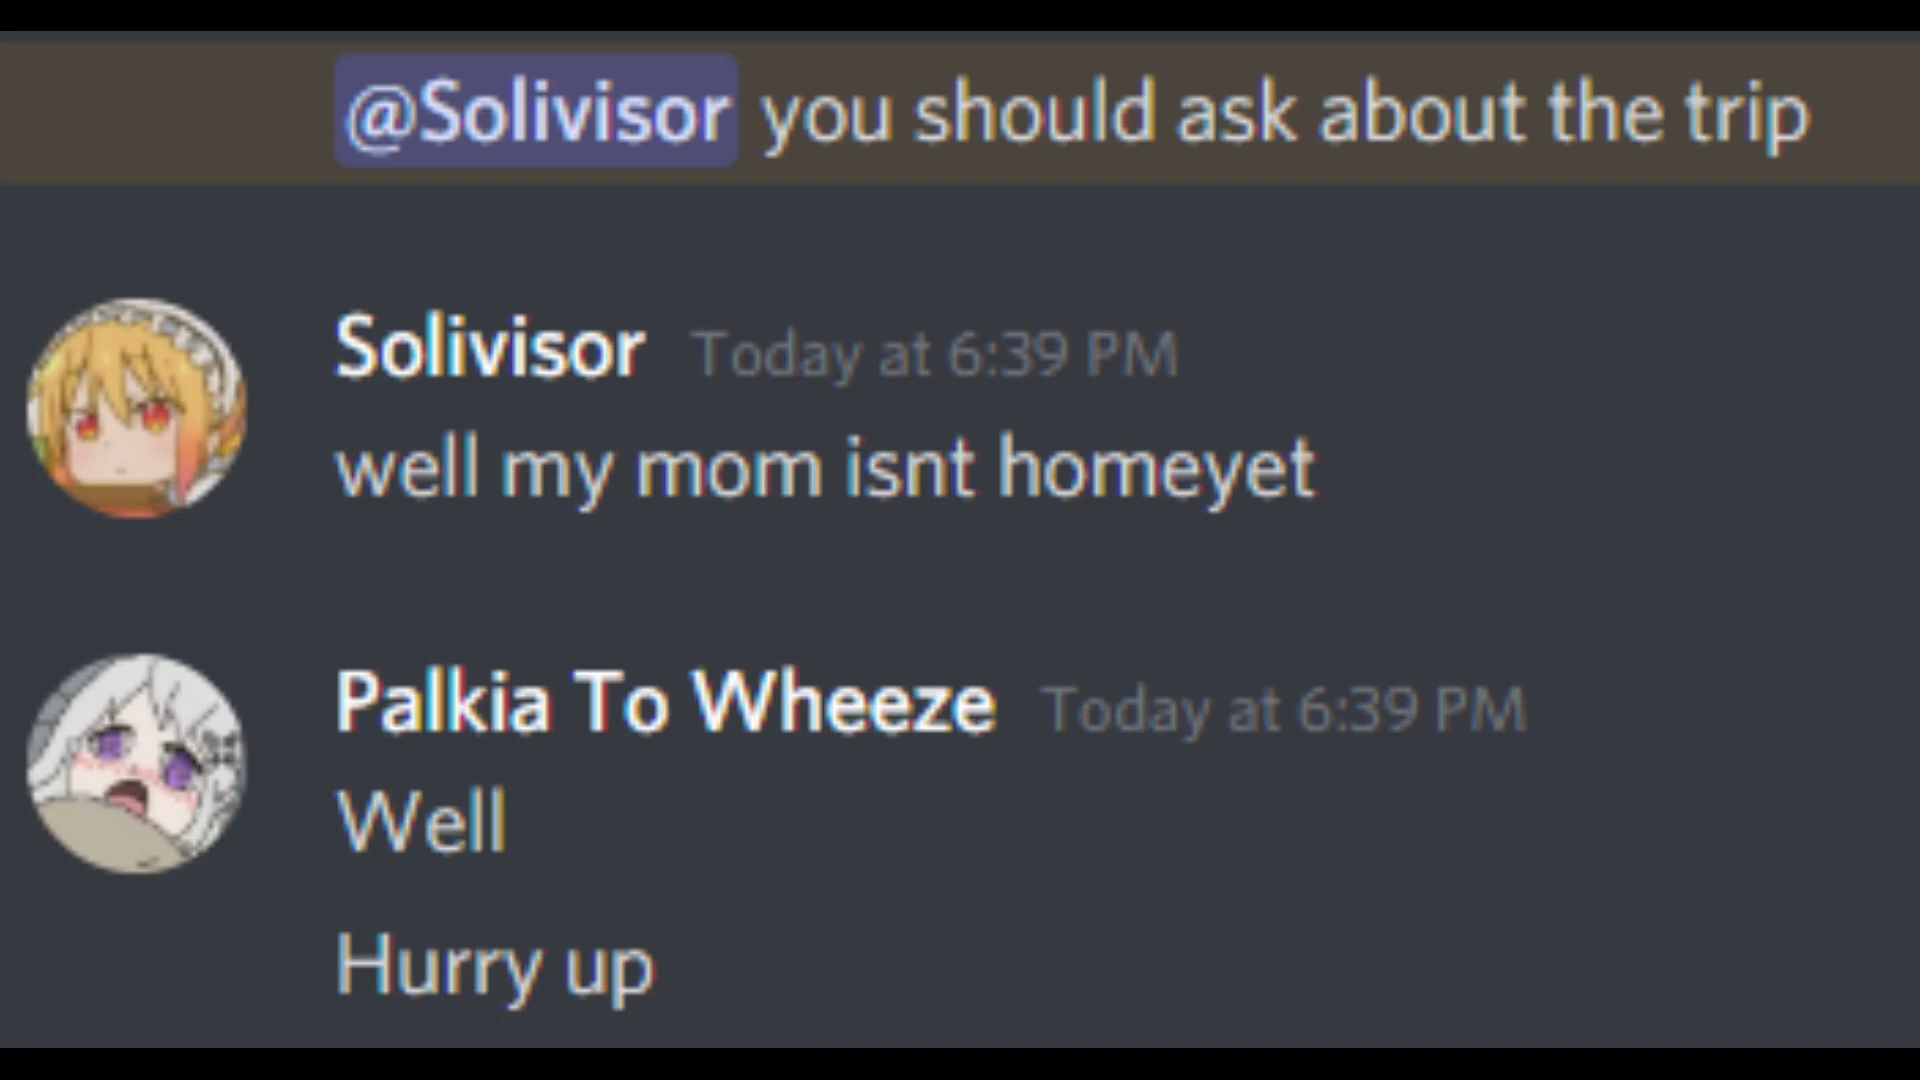 @Solivisor you should ask about the trip
Solivisor Today at 6:39 PM
well my mom isnt homeyet
Palkia To Wheeze Today at 6:39 PM
Well
Hurry up